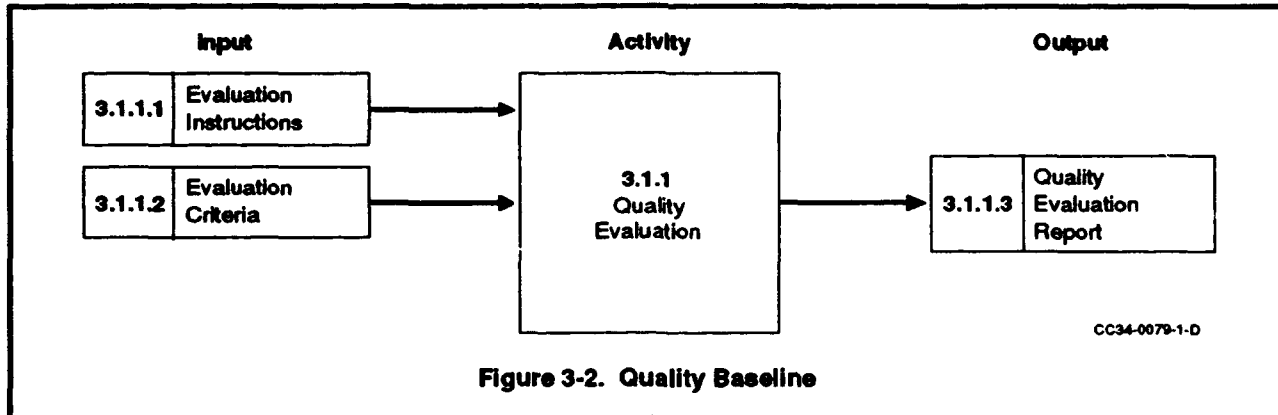 Input
Activity
Output
3.1.1.1
Evaluation
Instructions
3.1.1.2
Evaluation
Criteria
3.1.1
Quality
Evaluation
3.1.1.3
Quality
Evaluation
Report
CC34-0079-1-D
Figure 3-2. Quality Baseline